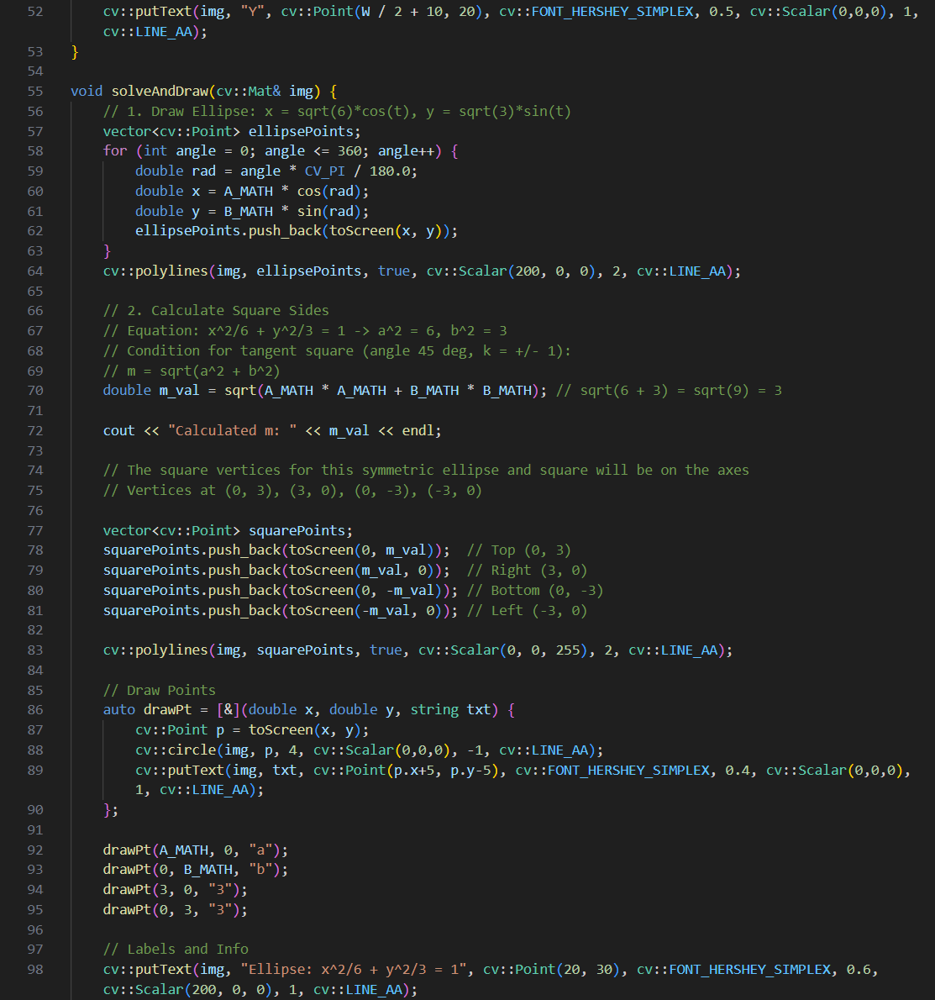 52 cv::putText(img, "Y", cv::Point(W / 2 + 10, 20), cv::FONT_HERSHEY_SIMPLEX, 0.5, cv::Scalar(0,0,0), 1,
cv::LINE_AA);
53 }
54
55 void solveAndDraw(cv::Mat& img) {
56 // 1. Draw Ellipse: x = sqrt(6)*cos(t), y = sqrt(3)*sin(t)
57 vector<cv::Point> ellipsePoints;
58 for (int angle = 0; angle <= 360; angle++) {
59 double rad = angle * CV_PI / 180.0;
60 double x = A_MATH * cos(rad);
61 double y = B_MATH * sin(rad);
62 ellipsePoints.push_back(toScreen(x, y));
63 }
64 cv::polylines(img, ellipsePoints, true, cv::Scalar(200, 0, 0), 2, cv::LINE_AA);
65
66 // 2. Calculate Square Sides
67 // Equation: x^2/6 + y^2/3 = 1 -> a^2 = 6, b^2 = 3
68 // Condition for tangent square (angle 45 deg, k = +/- 1):
69 // m = sqrt(a^2 + b^2)
70 double m_val = sqrt(A_MATH * A_MATH + B_MATH * B_MATH); // sqrt(6 + 3) = sqrt(9) = 3
71
72 cout << "Calculated m: " << m_val << endl;
73
74 // The square vertices for this symmetric ellipse and square will be on the axes
75 // Vertices at (0, 3), (3, 0), (0, -3), (-3, 0)
76
77 vector<cv::Point> squarePoints;
78 squarePoints.push_back(toScreen(0, m_val)); // Top (0, 3)
79 squarePoints.push_back(toScreen(m_val, 0)); // Right (3, 0)
80 squarePoints.push_back(toScreen(0, -m_val)); // Bottom (0, -3)
81 squarePoints.push_back(toScreen(-m_val, 0)); // Left (-3, 0)
82
83 cv::polylines(img, squarePoints, true, cv::Scalar(0, 0, 255), 2, cv::LINE_AA);
84
85 // Draw Points
86 auto drawPt = [&](double x, double y, string txt) {
87 cv::Point p = toScreen(x, y);
88 cv::circle(img, p, 4, cv::Scalar(0,0,0), -1, cv::LINE_AA);
89 cv::putText(img, txt, cv::Point(p.x+5, p.y-5), cv::FONT_HERSHEY_SIMPLEX, 0.4, cv::Scalar(0,0,0),
1, cv::LINE_AA);
90 };
91
92 drawPt(A_MATH, 0, "a");
93 drawPt(0, B_MATH, "b");
94 drawPt(3, 0, "3");
95 drawPt(0, 3, "3");
96
97 // Labels and Info
98 cv::putText(img, "Ellipse: x^2/6 + y^2/3 = 1", cv::Point(20, 30), cv::FONT_HERSHEY_SIMPLEX, 0.6,
cv::Scalar(200, 0, 0), 1, cv::LINE_AA);